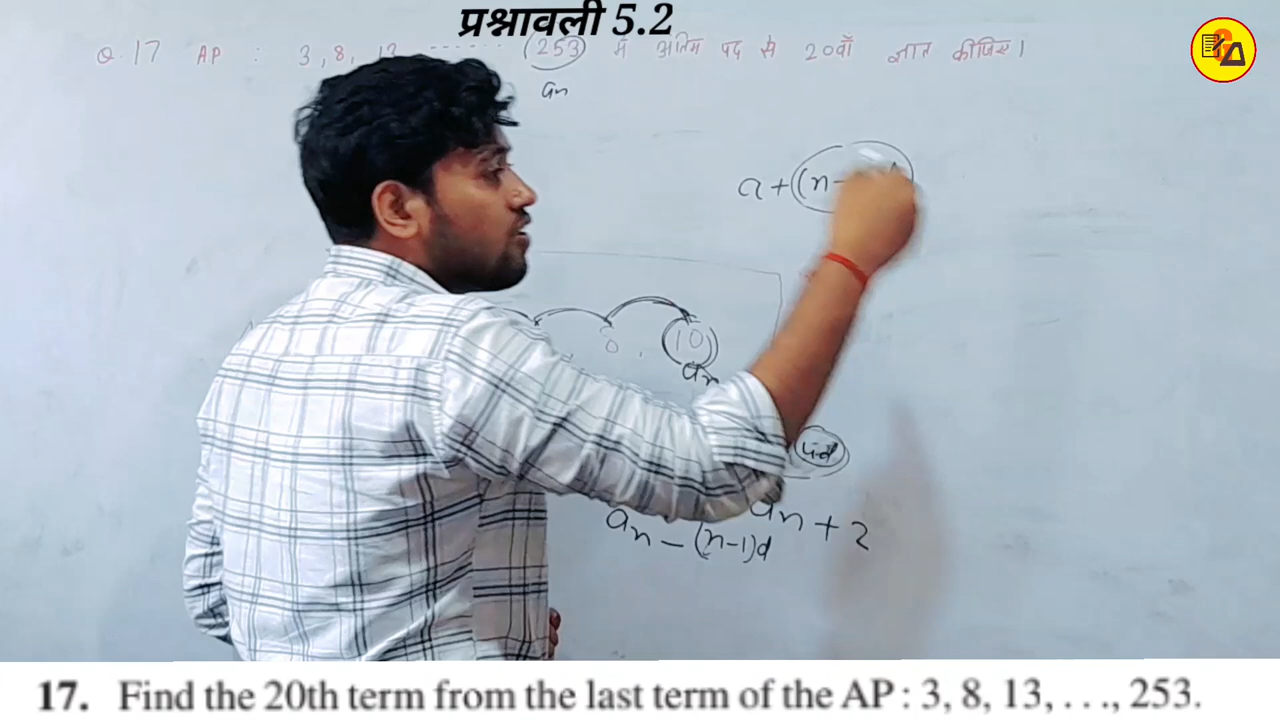 प्रश्नावली 5.2
Q.17 AP : 3, 8, 13 ------- (253) में अंतिम पद से 20वाँ ज्ञात कीजिए।
an
a + (n-
8, 10
an
an + 2
an - (n-1)d
17. Find the 20th term from the last term of the AP : 3, 8, 13, . . ., 253.